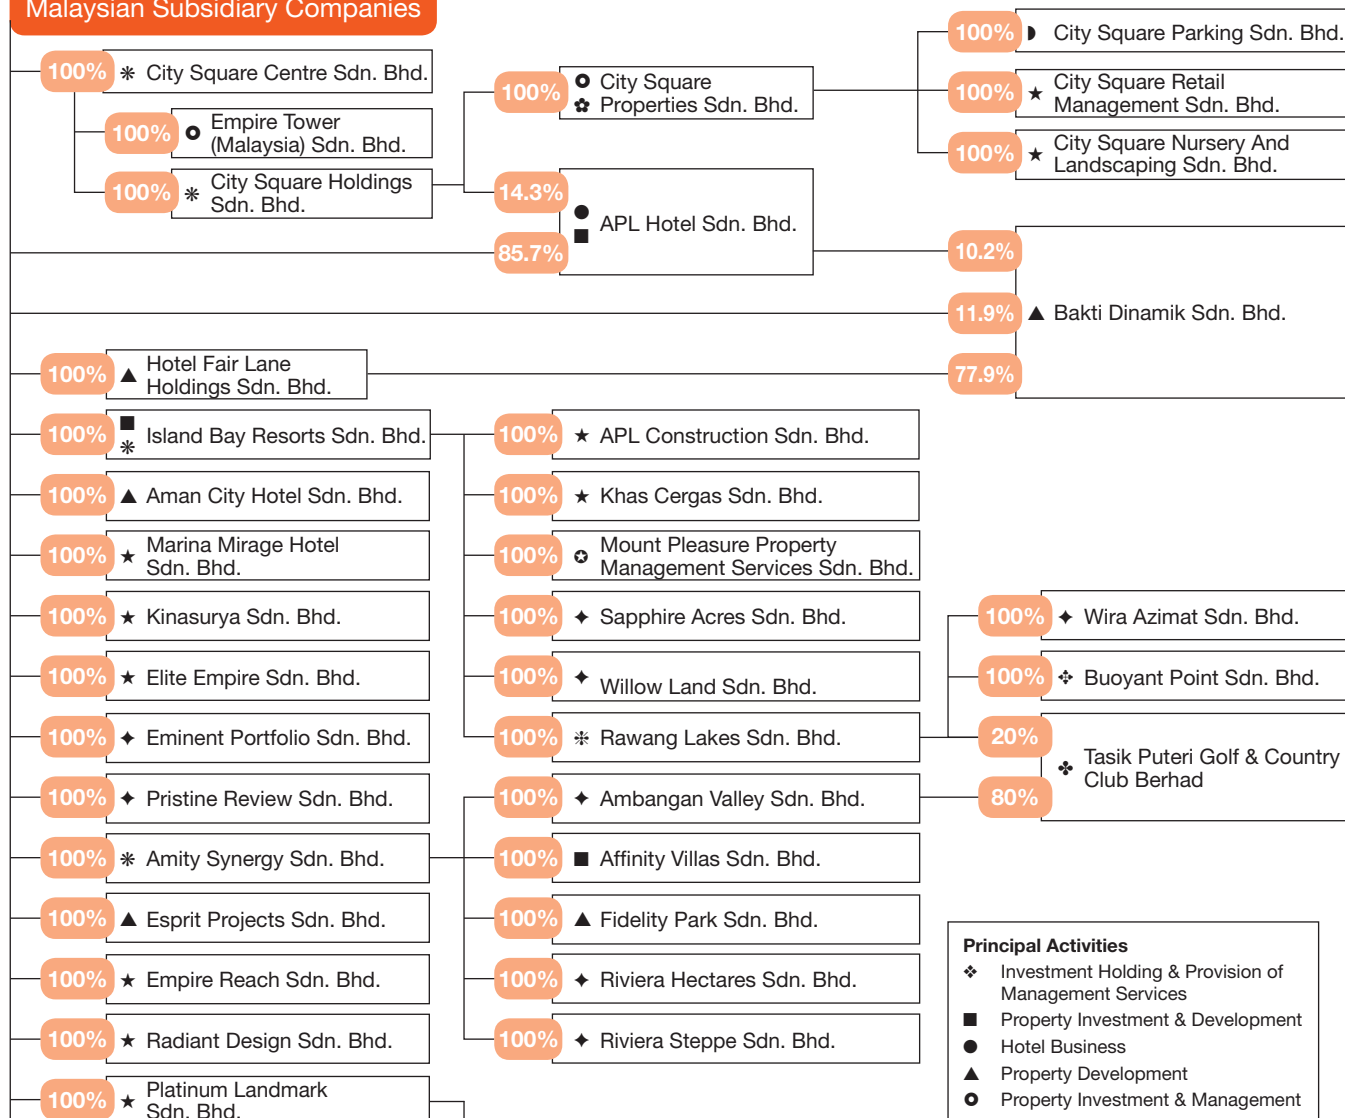 Malaysian Subsidiary Companies
100% ❋ City Square Centre Sdn. Bhd.
100% Empire Tower
(Malaysia) Sdn. Bhd.
100% ❋ City Square Holdings
Sdn. Bhd.
100% City Square
✿ Properties Sdn. Bhd.
100% ◗ City Square Parking Sdn. Bhd.
100% ★ City Square Retail
Management Sdn. Bhd.
100% ★ City Square Nursery And
Landscaping Sdn. Bhd.
14.3%
● ■ APL Hotel Sdn. Bhd.
85.7%
10.2%
11.9% ▲ Bakti Dinamik Sdn. Bhd.
77.9%
100% ▲ Hotel Fair Lane
Holdings Sdn. Bhd.
100% ■ ❋ Island Bay Resorts Sdn. Bhd.
100% ▲ Aman City Hotel Sdn. Bhd.
100% ★ Marina Mirage Hotel
Sdn. Bhd.
100% ★ Kinasurya Sdn. Bhd.
100% ★ Elite Empire Sdn. Bhd.
100% ✦ Eminent Portfolio Sdn. Bhd.
100% ✦ Pristine Review Sdn. Bhd.
100% ❋ Amity Synergy Sdn. Bhd.
100% ▲ Esprit Projects Sdn. Bhd.
100% ★ Empire Reach Sdn. Bhd.
100% ★ Radiant Design Sdn. Bhd.
100% ★ Platinum Landmark
Sdn. Bhd.
100% ★ APL Construction Sdn. Bhd.
100% ★ Khas Cergas Sdn. Bhd.
100% ✪ Mount Pleasure Property
Management Services Sdn. Bhd.
100% ✦ Sapphire Acres Sdn. Bhd.
100% ✦ Willow Land Sdn. Bhd.
100% ❉ Rawang Lakes Sdn. Bhd.
100% ✦ Ambangan Valley Sdn. Bhd.
100% ■ Affinity Villas Sdn. Bhd.
100% ▲ Fidelity Park Sdn. Bhd.
100% ✦ Riviera Hectares Sdn. Bhd.
100% ✦ Riviera Steppe Sdn. Bhd.
100% ✦ Wira Azimat Sdn. Bhd.
100% ✥ Buoyant Point Sdn. Bhd.
20%
✤ Tasik Puteri Golf & Country
Club Berhad
80%
Principal Activities
❖ Investment Holding & Provision of
Management Services
■ Property Investment & Development
● Hotel Business
▲ Property Development
Property Investment & Management